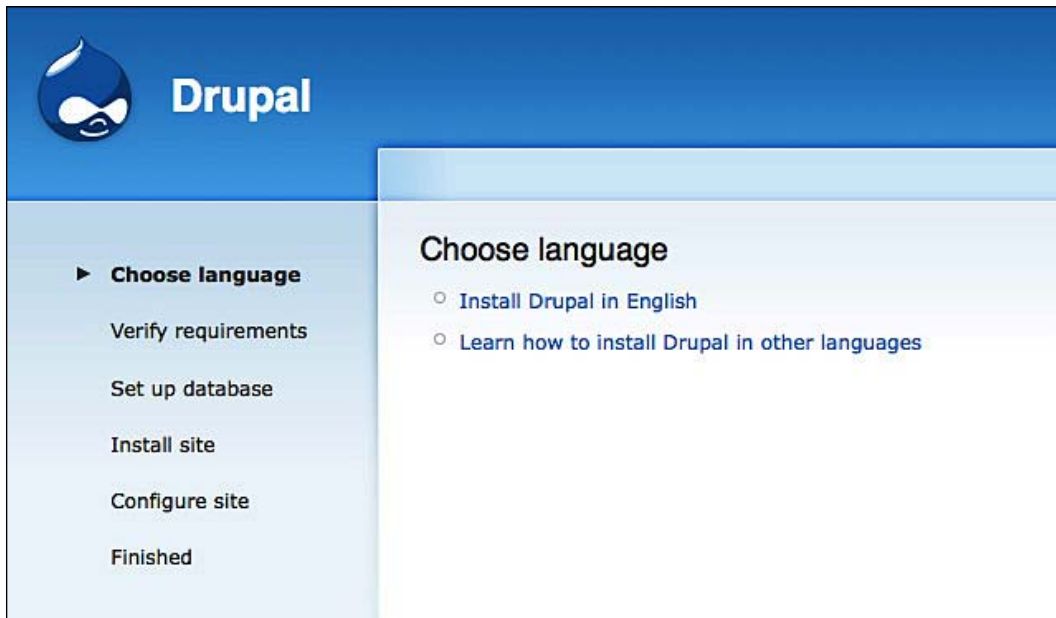 Drupal
Choose language
Verify requirements
Set up database
Install site
Configure site
Finished
Choose language
Install Drupal in English
Learn how to install Drupal in other languages